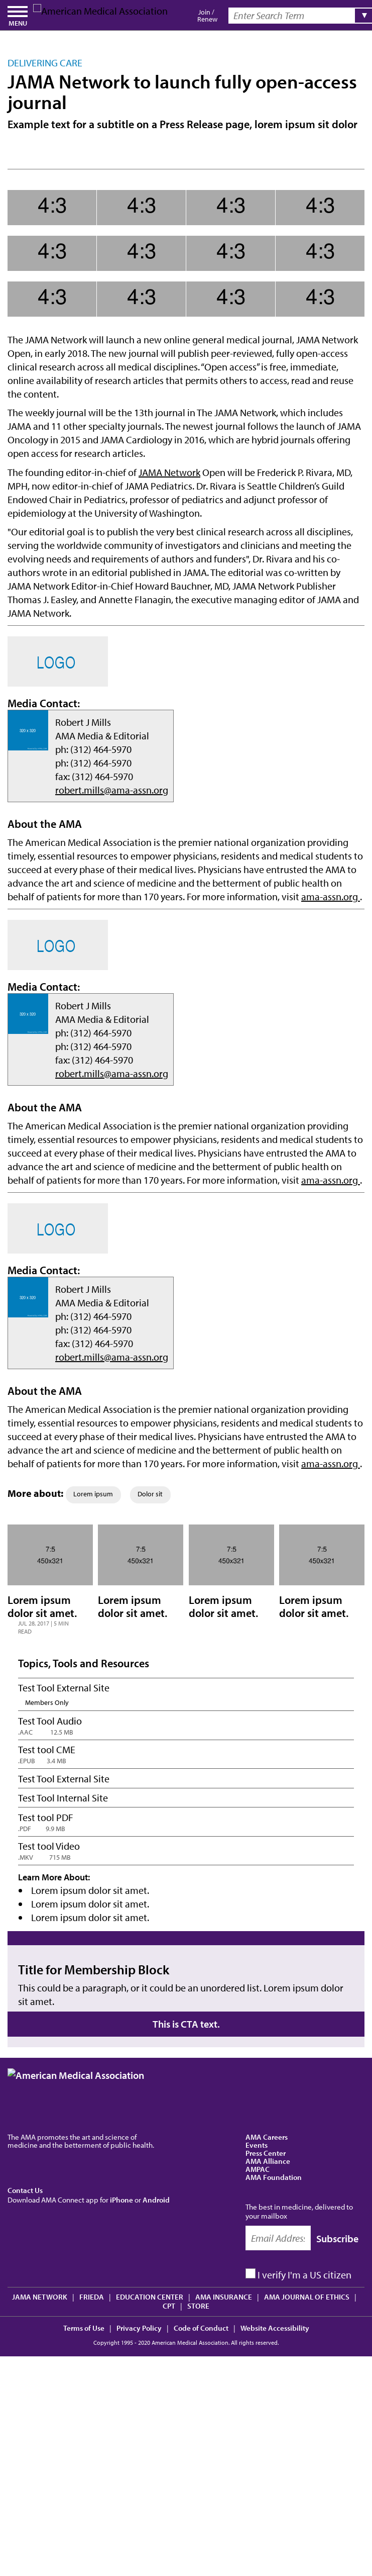 MENU
American Medical Association
Join /
Renew
Enter Search Term
DELIVERING CARE
JAMA Network to launch fully open-access
journal
Example text for a subtitle on a Press Release page, lorem ipsum sit dolor
4:3 4:3 4:3 4:3
4:3 4:3 4:3 4:3
4:3 4:3 4:3 4:3
The JAMA Network will launch a new online general medical journal, JAMA Network
Open, in early 2018. The new journal will publish peer-reviewed, fully open-access
clinical research across all medical disciplines. “Open access” is free, immediate,
online availability of research articles that permits others to access, read and reuse
the content.
The weekly journal will be the 13th journal in The JAMA Network, which includes
JAMA and 11 other specialty journals. The newest journal follows the launch of JAMA
Oncology in 2015 and JAMA Cardiology in 2016, which are hybrid journals offering
open access for research articles.
The founding editor-in-chief of JAMA Network Open will be Frederick P. Rivara, MD,
MPH, now editor-in-chief of JAMA Pediatrics. Dr. Rivara is Seattle Children’s Guild
Endowed Chair in Pediatrics, professor of pediatrics and adjunct professor of
epidemiology at the University of Washington.
"Our editorial goal is to publish the very best clinical research across all disciplines,
serving the worldwide community of investigators and clinicians and meeting the
evolving needs and requirements of authors and funders", Dr. Rivara and his co-
authors wrote in an editorial published in JAMA. The editorial was co-written by
JAMA Network Editor-in-Chief Howard Bauchner, MD, JAMA Network Publisher
Thomas J. Easley, and Annette Flanagin, the executive managing editor of JAMA and
JAMA Network.
LOGO
Media Contact:
Robert J Mills
AMA Media & Editorial
ph: (312) 464-5970
ph: (312) 464-5970
fax: (312) 464-5970
robert.mills@ama-assn.org
About the AMA
The American Medical Association is the premier national organization providing
timely, essential resources to empower physicians, residents and medical students to
succeed at every phase of their medical lives. Physicians have entrusted the AMA to
advance the art and science of medicine and the betterment of public health on
behalf of patients for more than 170 years. For more information, visit ama-assn.org .
LOGO
Media Contact:
Robert J Mills
AMA Media & Editorial
ph: (312) 464-5970
ph: (312) 464-5970
fax: (312) 464-5970
robert.mills@ama-assn.org
About the AMA
The American Medical Association is the premier national organization providing
timely, essential resources to empower physicians, residents and medical students to
succeed at every phase of their medical lives. Physicians have entrusted the AMA to
advance the art and science of medicine and the betterment of public health on
behalf of patients for more than 170 years. For more information, visit ama-assn.org .
LOGO
Media Contact:
Robert J Mills
AMA Media & Editorial
ph: (312) 464-5970
ph: (312) 464-5970
fax: (312) 464-5970
robert.mills@ama-assn.org
About the AMA
The American Medical Association is the premier national organization providing
timely, essential resources to empower physicians, residents and medical students to
succeed at every phase of their medical lives. Physicians have entrusted the AMA to
advance the art and science of medicine and the betterment of public health on
behalf of patients for more than 170 years. For more information, visit ama-assn.org .
More about: Lorem ipsum Dolor sit
7:5 7:5 7:5 7:5
450x321 450x321 450x321 450x321
Lorem ipsum Lorem ipsum Lorem ipsum Lorem ipsum
dolor sit amet. dolor sit amet. dolor sit amet. dolor sit amet.
JUL 28, 2017 | 5 MIN
READ
Topics, Tools and Resources
Test Tool External Site
Members Only
Test Tool Audio
.AAC 12.5 MB
Test tool CME
.EPUB 3.4 MB
Test Tool External Site
Test Tool Internal Site
Test tool PDF
.PDF 9.9 MB
Test tool Video
.MKV 715 MB
Learn More About:
• Lorem ipsum dolor sit amet.
• Lorem ipsum dolor sit amet.
• Lorem ipsum dolor sit amet.
Title for Membership Block
This could be a paragraph, or it could be an unordered list. Lorem ipsum dolor
sit amet.
This is CTA text.
American Medical Association
The AMA promotes the art and science of
medicine and the betterment of public health.
Contact Us
Download AMA Connect app for iPhone or Android
AMA Careers
Events
Press Center
AMA Alliance
AMPAC
AMA Foundation
The best in medicine, delivered to
your mailbox
Email Address Subscribe
I verify I'm a US citizen
JAMA NETWORK | FRIEDA | EDUCATION CENTER | AMA INSURANCE | AMA JOURNAL OF ETHICS |
CPT | STORE
Terms of Use | Privacy Policy | Code of Conduct | Website Accessibility
Copyright 1995 - 2020 American Medical Association. All rights reserved.